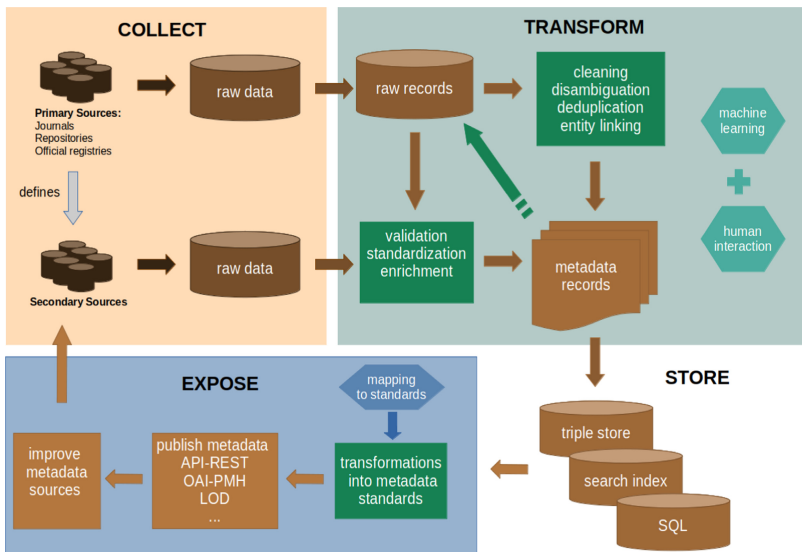 COLLECT
Primary Sources:
Journals
Repositories
Official registries
raw data
defines
Secondary Sources
raw data
TRANSFORM
raw records
cleaning
disambiguation
deduplication
entity linking
machine
learning
validation
standardization
enrichment
metadata
records
human
interaction
EXPOSE
mapping
to standards
improve
metadata
sources
publish metadata
API-REST
OAI-PMH
LOD
...
transformations
into metadata
standards
STORE
triple store
search index
SQL